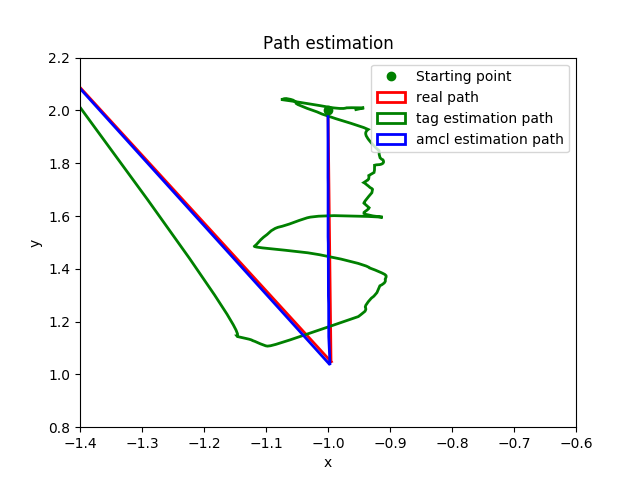 Path estimation
2.2
2.0
1.8
1.6
1.4
1.2
1.0
0.8
y
Starting point
real path
tag estimation path
amcl estimation path
−1.4 −1.3 −1.2 −1.1 −1.0 −0.9 −0.8 −0.7 −0.6
x